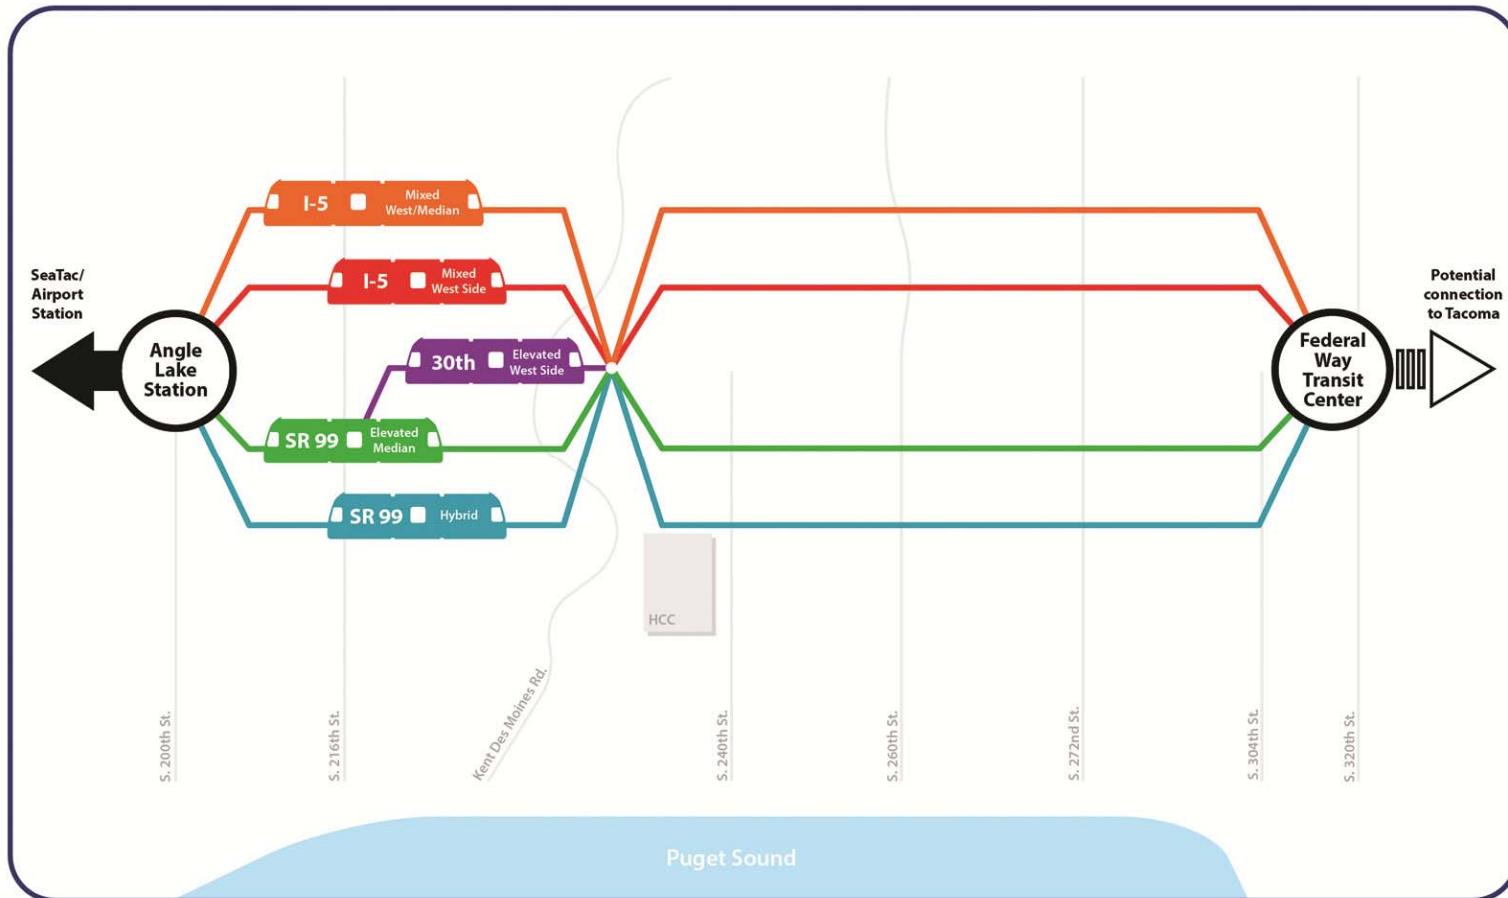 I-5
Mixed
West/Median
SeaTac/
Airport
Station
I-5
Mixed
West Side
Potential
connection
to Tacoma
Angle
Lake
Station
30th
Elevated
West Side
Federal
Way
Transit
Center
SR 99
Elevated
Median
SR 99
Hybrid
HCC
S. 200th St.
S. 216th St.
Kent Des Moines Rd.
S. 240th St.
S. 260th St.
S. 272nd St.
S. 304th St.
S. 320th St.
Puget Sound